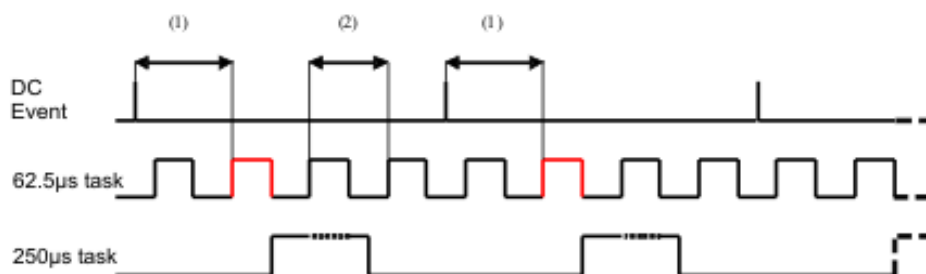 (1) (2) (1)
DC
Event
62.5µs task
250µs task